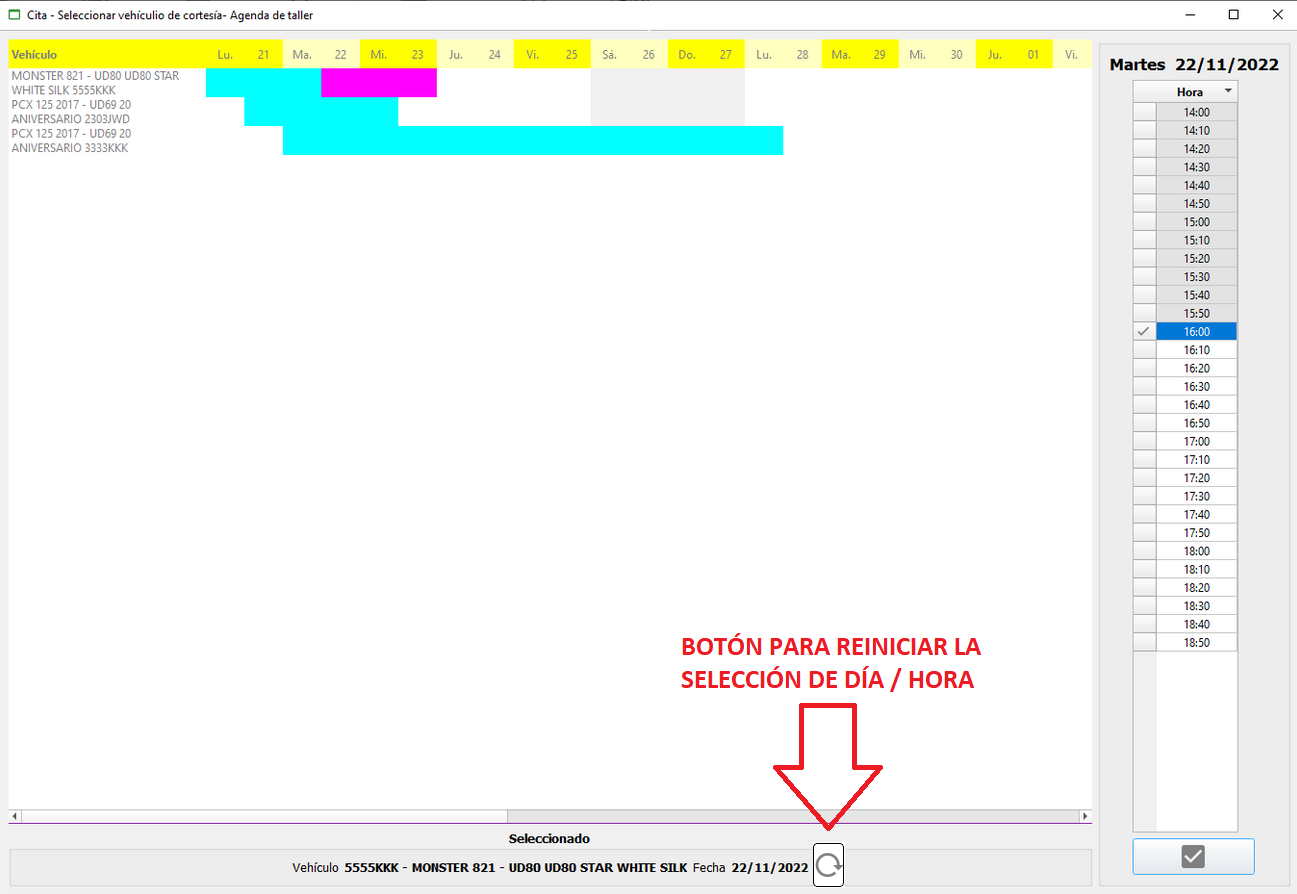 Cita - Seleccionar vehículio de cortesía- Agenda de taller
Vehículo Lu. 21 Ma. 22 Mi. 23 Ju. 24 Vi. 25 Sá. 26 Do. 27 Lu. 28 Ma. 29 Mi. 30 Ju. 01 Vi.
MONSTER 821 - UD80 UD80 STAR
WHITE SILK 5555KKK
PCX 125 2017 - UD69 20
ANIVERSARIO 2303JWD
PCX 125 2017 - UD69 20
ANIVERSARIO 3333KKK
Martes 22/11/2022
Hora
14:00
14:10
14:20
14:30
14:40
14:50
15:00
15:10
15:20
15:30
15:40
15:50
16:00
16:10
16:20
16:30
16:40
16:50
17:00
17:10
17:20
17:30
17:40
17:50
18:00
18:10
18:20
18:30
18:40
18:50
BOTÓN PARA REINICIAR LA
SELECCIÓN DE DÍA / HORA
Seleccionado
Vehículo 5555KKK - MONSTER 821 - UD80 UD80 STAR WHITE SILK Fecha 22/11/2022